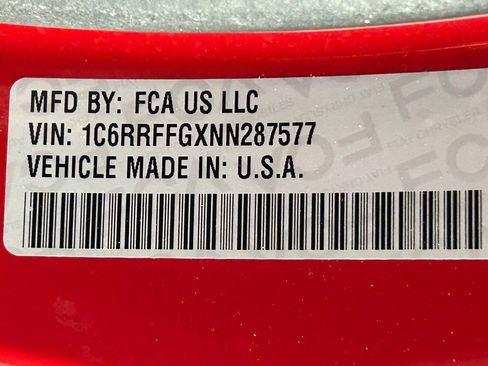 MFD BY: FCA US LLC
VIN: 1C6RRFFGXNN287577
VEHICLE MADE IN: U.S.A.